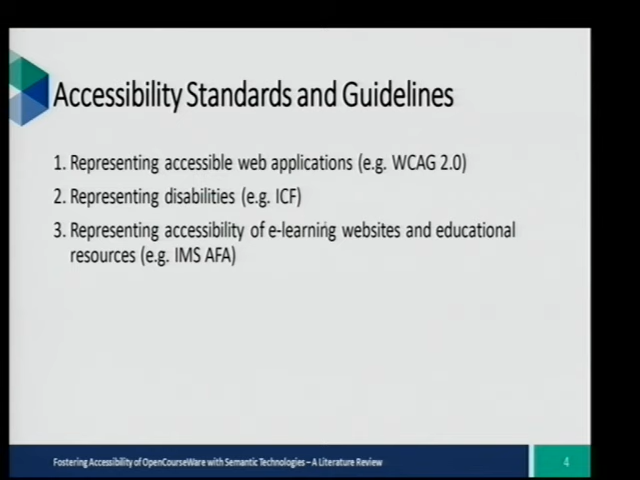 Accessibility Standards and Guidelines
1. Representing accessible web applications (e.g. WCAG 2.0)
2. Representing disabilities (e.g. ICF)
3. Representing accessibility of e-learning websites and educational
resources (e.g. IMS AFA)
Fostering Accessibility of OpenCourseWare with Semantic Technologies – A Literature Review
4